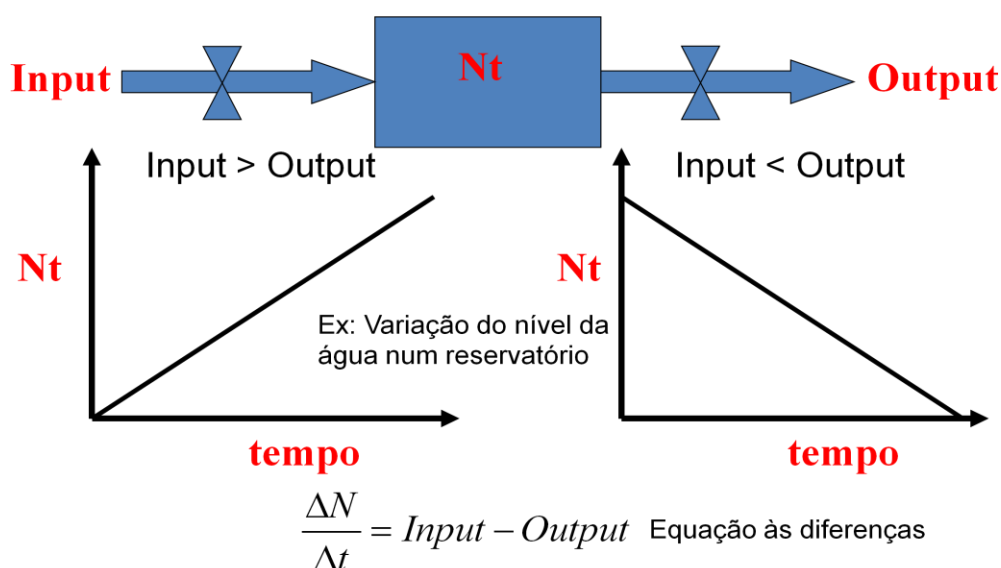 Input
Nt
Output
Input > Output
Input < Output
Nt
Nt
Ex: Variação do nível da
água num reservatório
tempo
tempo
ΔN/Δt = Input − Output Equação às diferenças